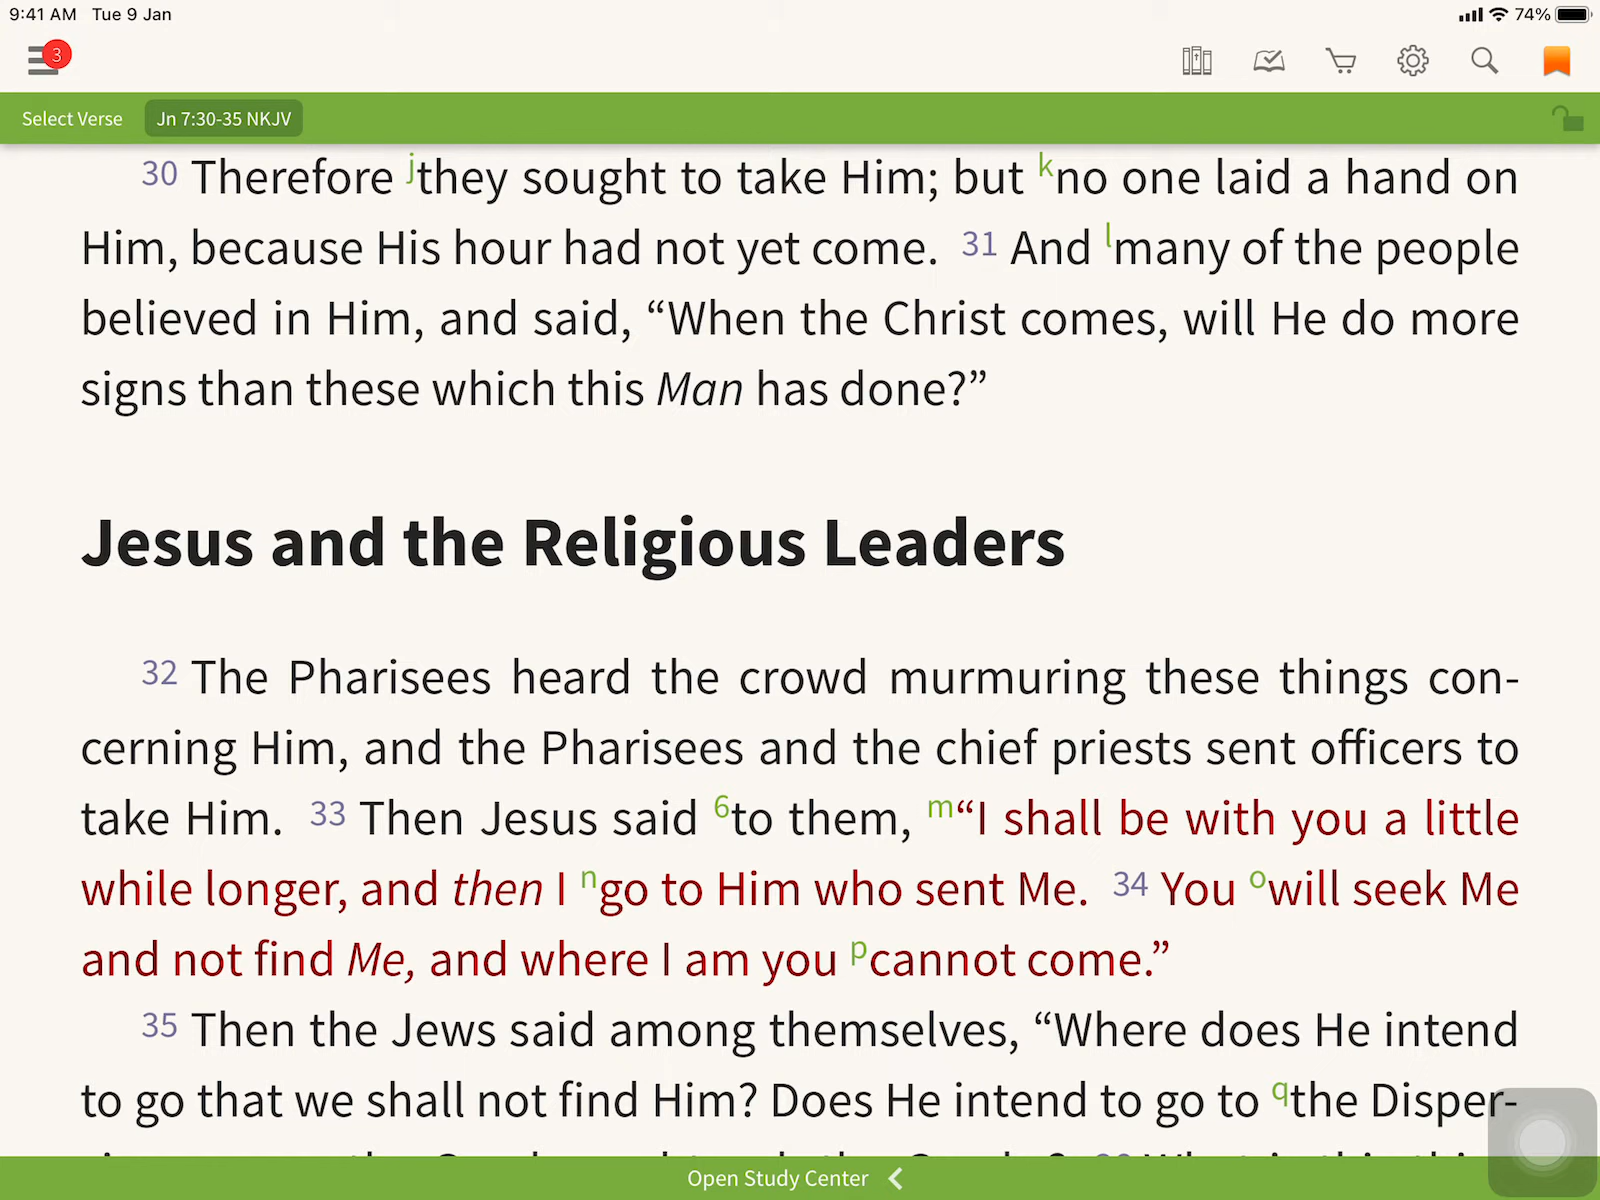 9:41 AM Tue 9 Jan 74%
3
Select Verse Jn 7:30-35 NKJV
30 Therefore jthey sought to take Him; but kno one laid a hand on
Him, because His hour had not yet come. 31 And lmany of the people
believed in Him, and said, “When the Christ comes, will He do more
signs than these which this Man has done?”
Jesus and the Religious Leaders
32 The Pharisees heard the crowd murmuring these things con-
cerning Him, and the Pharisees and the chief priests sent officers to
take Him. 33 Then Jesus said 6to them, m“I shall be with you a little
while longer, and then I ngo to Him who sent Me. 34 You owill seek Me
and not find Me, and where I am you pcannot come.”
35 Then the Jews said among themselves, “Where does He intend
to go that we shall not find Him? Does He intend to go to qthe Disper-
Open Study Center